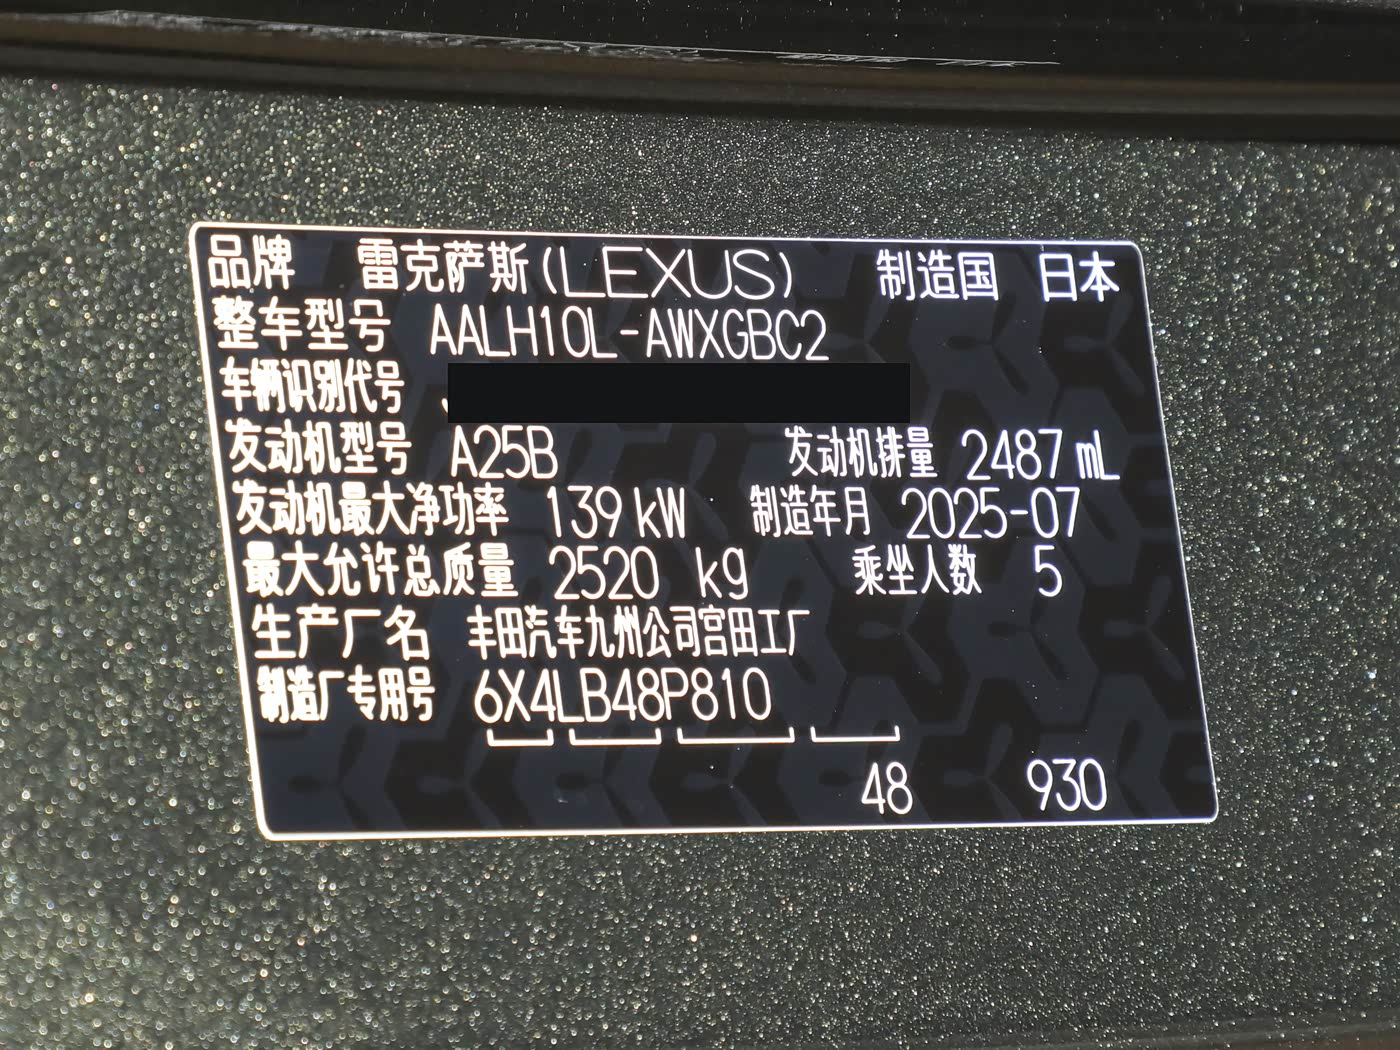 品牌 雷克萨斯(LEXUS) 制造国 日本
整车型号 AALH10L-AWXGBC2
车辆识别代号
发动机型号 A25B 发动机排量 2487 mL
发动机最大净功率 139 kW 制造年月 2025-07
最大允许总质量 2520 kg 乘坐人数 5
生产厂名 丰田汽车九州公司宫田工厂
制造厂专用号 6X4LB48P810
48 930